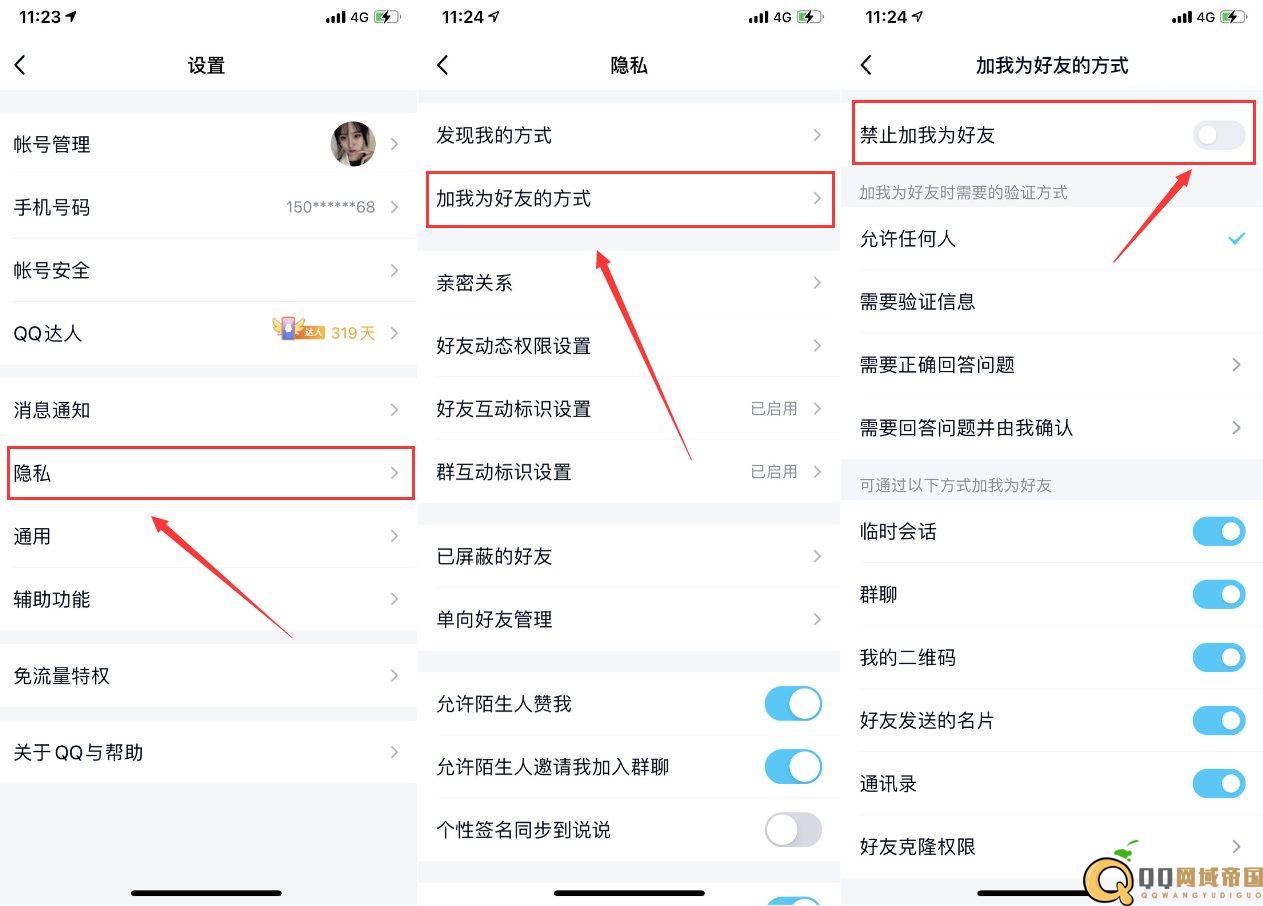 11:23
4G
设置
帐号管理
手机号码
150******68
帐号安全
QQ达人
达人
319天
消息通知
隐私
通用
辅助功能
免流量特权
关于QQ与帮助
11:24
4G
隐私
发现我的方式
加我为好友的方式
亲密关系
好友动态权限设置
好友互动标识设置
已启用
群互动标识设置
已启用
已屏蔽的好友
单向好友管理
允许陌生人赞我
允许陌生人邀请我加入群聊
个性签名同步到说说
11:24
4G
加我为好友的方式
禁止加我为好友
加我为好友时需要的验证方式
允许任何人
需要验证信息
需要正确回答问题
需要回答问题并由我确认
可通过以下方式加我为好友
临时会话
群聊
我的二维码
好友发送的名片
通讯录
好友克隆权限
QQ网域帝国
QQWANGYUDIGUO